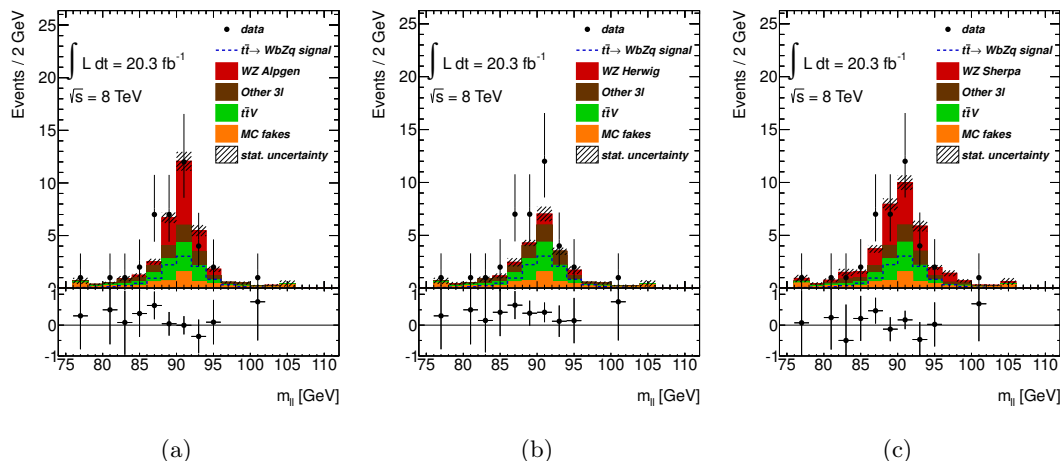 Events / 2 GeV
25
20
15
10
5
0
1
0
-1
75 80 85 90 95 100 105 110
m_ll [GeV]
∫ L dt = 20.3 fb⁻¹
√s = 8 TeV
data
tt̄→ WbZq signal
WZ Alpgen
Other 3l
tt̄V
MC fakes
stat. uncertainty
(a)
Events / 2 GeV
25
20
15
10
5
0
1
0
-1
75 80 85 90 95 100 105 110
m_ll [GeV]
∫ L dt = 20.3 fb⁻¹
√s = 8 TeV
data
tt̄→ WbZq signal
WZ Herwig
Other 3l
tt̄V
MC fakes
stat. uncertainty
(b)
Events / 2 GeV
25
20
15
10
5
0
1
0
-1
75 80 85 90 95 100 105 110
m_ll [GeV]
∫ L dt = 20.3 fb⁻¹
√s = 8 TeV
data
tt̄→ WbZq signal
WZ Sherpa
Other 3l
tt̄V
MC fakes
stat. uncertainty
(c)